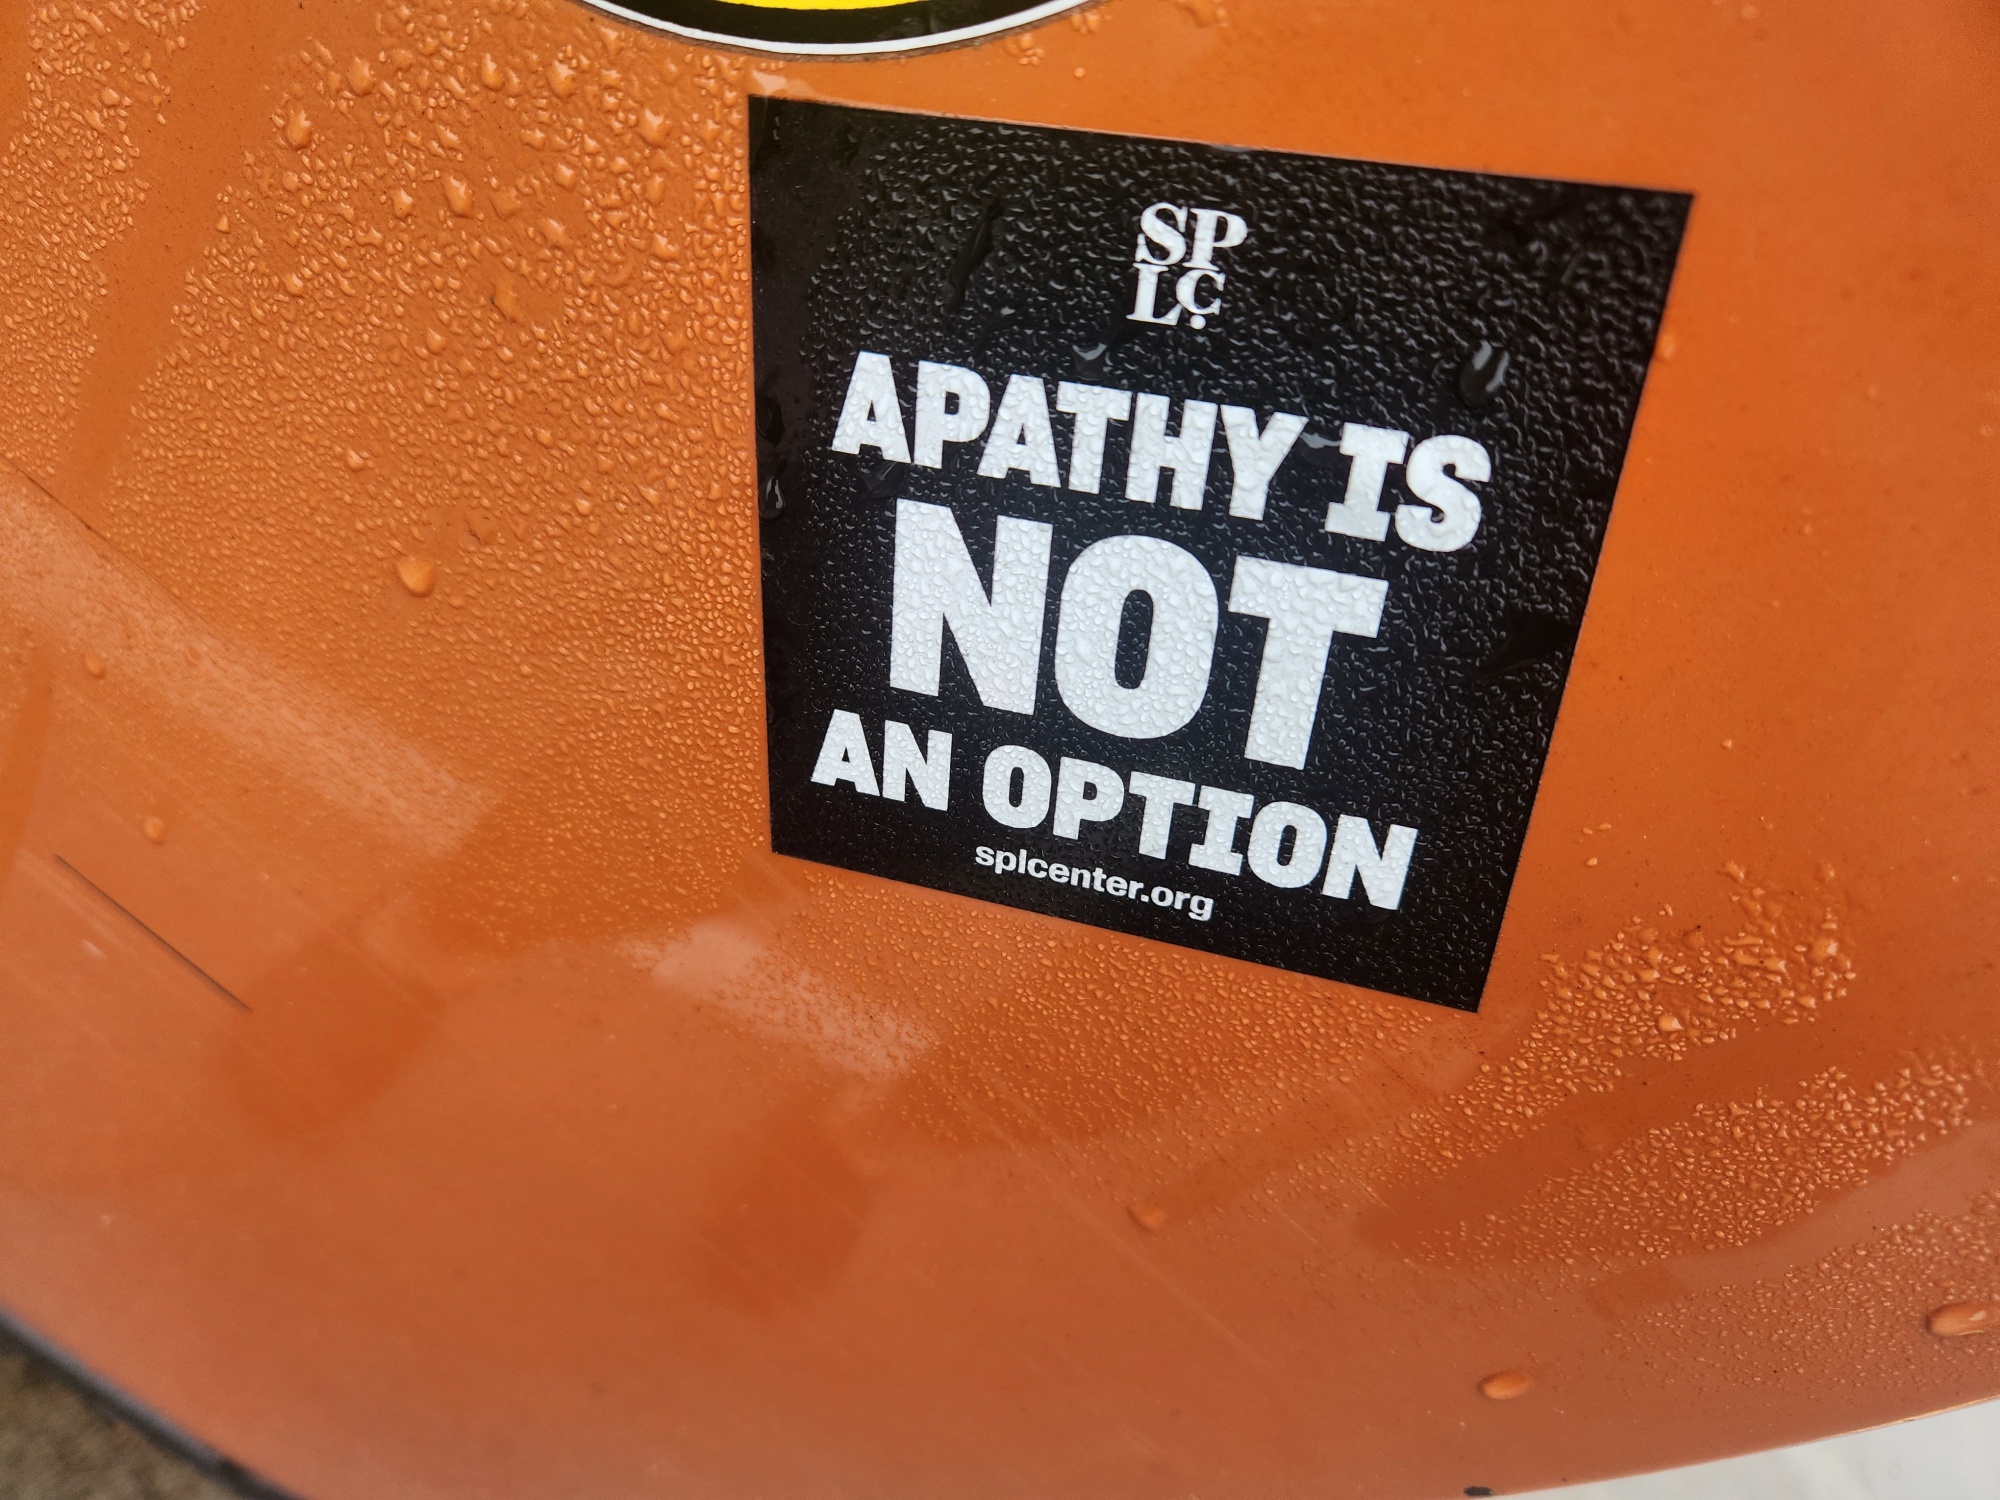 SP
LC
APATHY IS
NOT
AN OPTION
splcenter.org